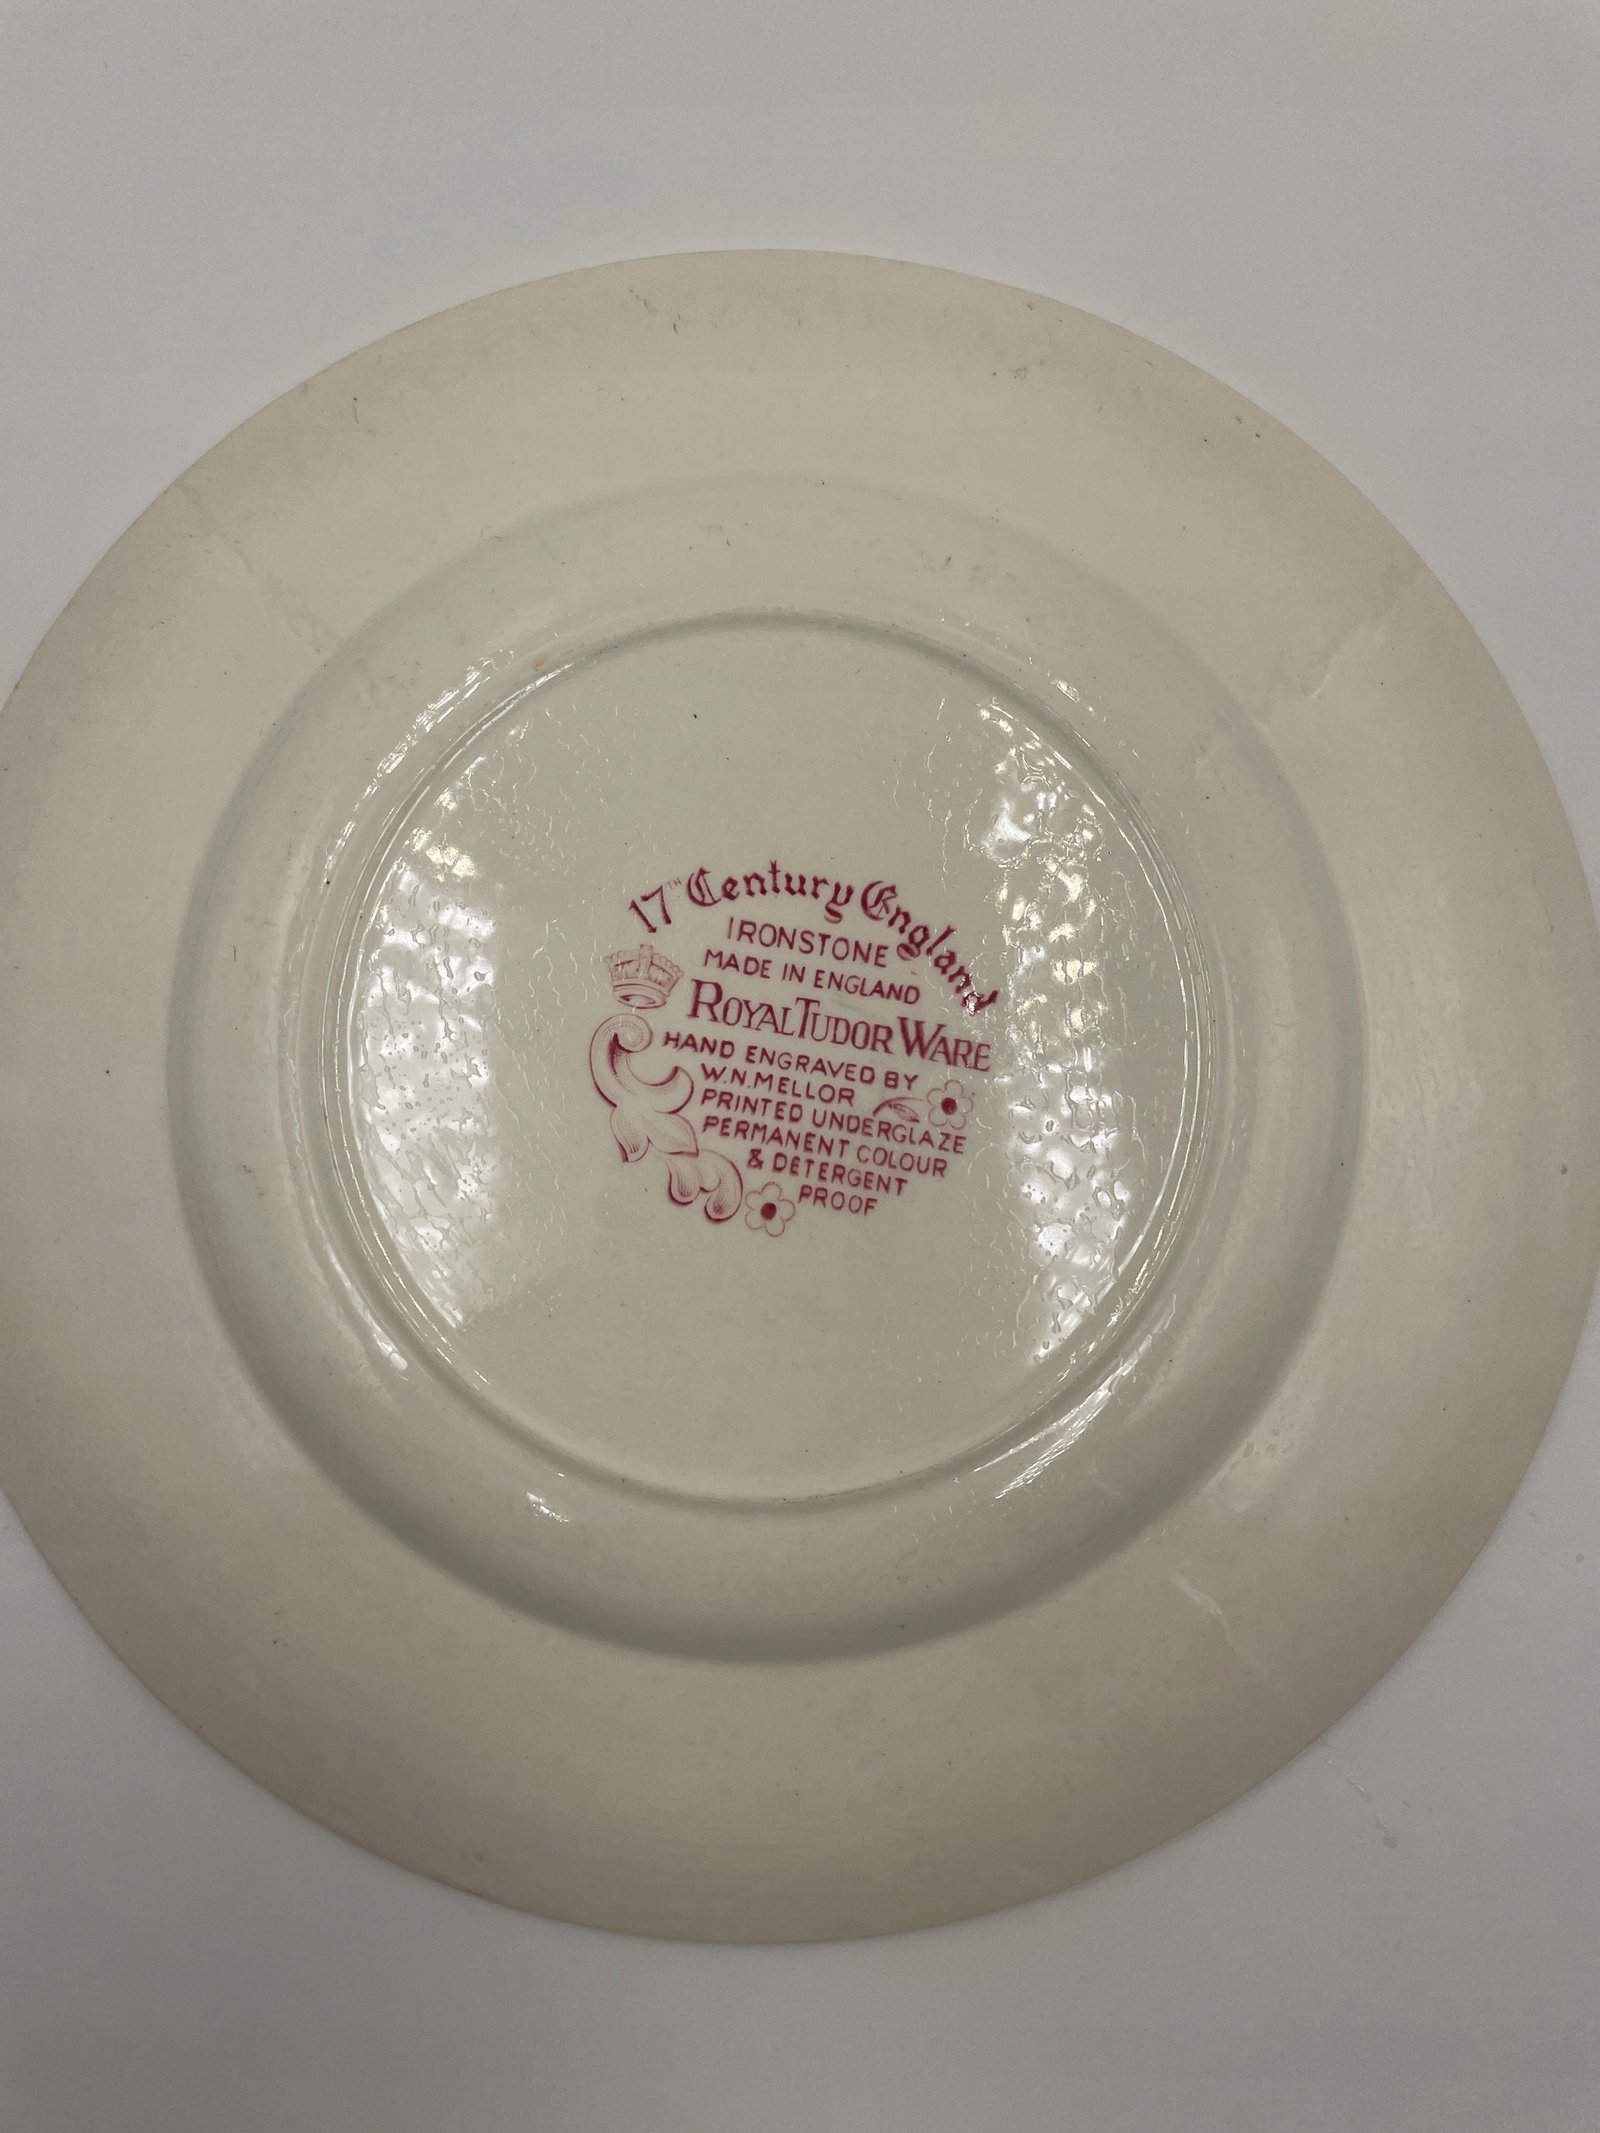 17TH Century England
IRONSTONE
MADE IN ENGLAND
ROYAL TUDOR WARE
HAND ENGRAVED BY
W.N.MELLOR
PRINTED UNDERGLAZE
PERMANENT COLOUR
& DETERGENT
PROOF